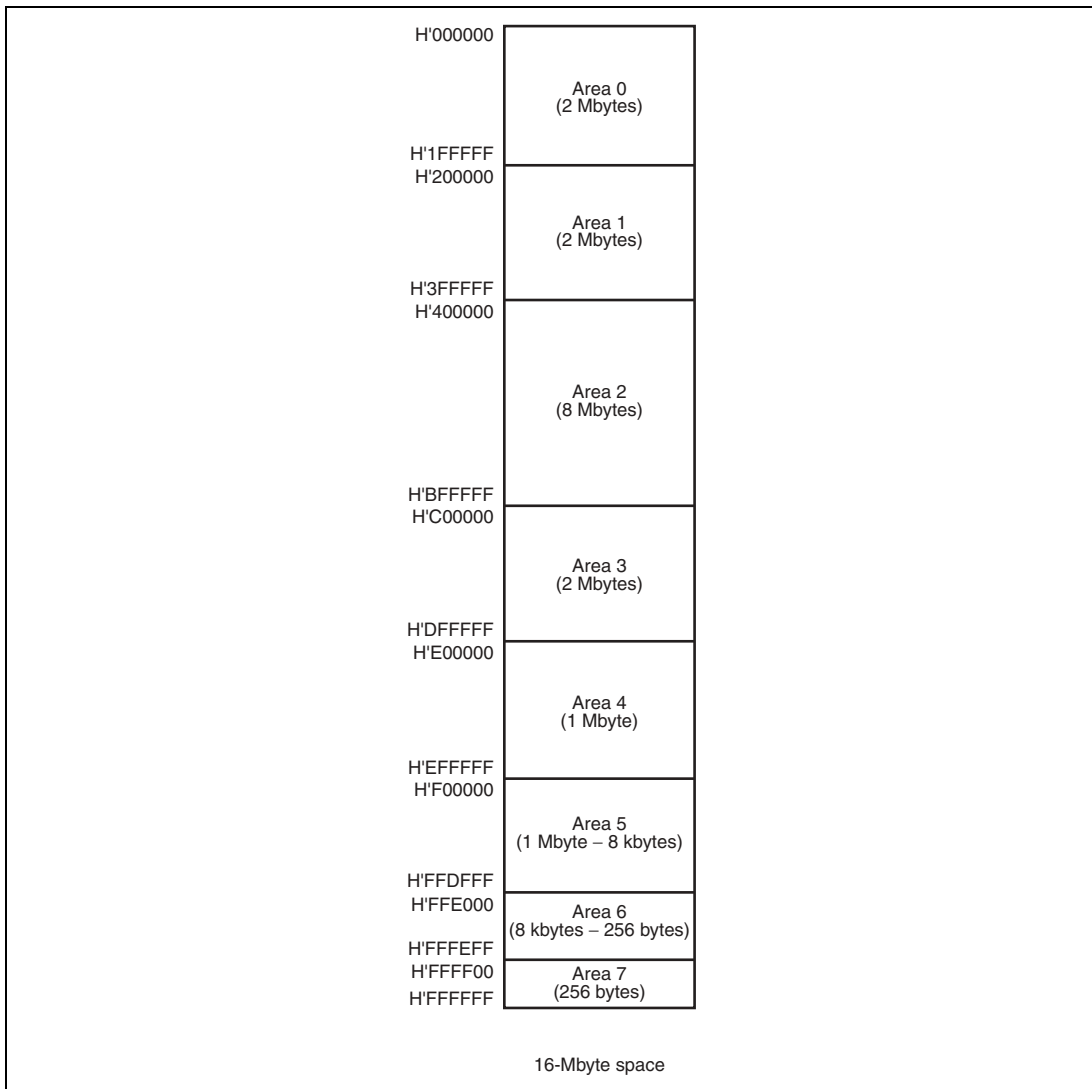 H'000000
Area 0
(2 Mbytes)
H'1FFFFF
H'200000
Area 1
(2 Mbytes)
H'3FFFFF
H'400000
Area 2
(8 Mbytes)
H'BFFFFF
H'C00000
Area 3
(2 Mbytes)
H'DFFFFF
H'E00000
Area 4
(1 Mbyte)
H'EFFFFF
H'F00000
Area 5
(1 Mbyte – 8 kbytes)
H'FFDFFF
H'FFE000
Area 6
(8 kbytes – 256 bytes)
H'FFFEFF
H'FFFF00
Area 7
(256 bytes)
H'FFFFFF
16-Mbyte space